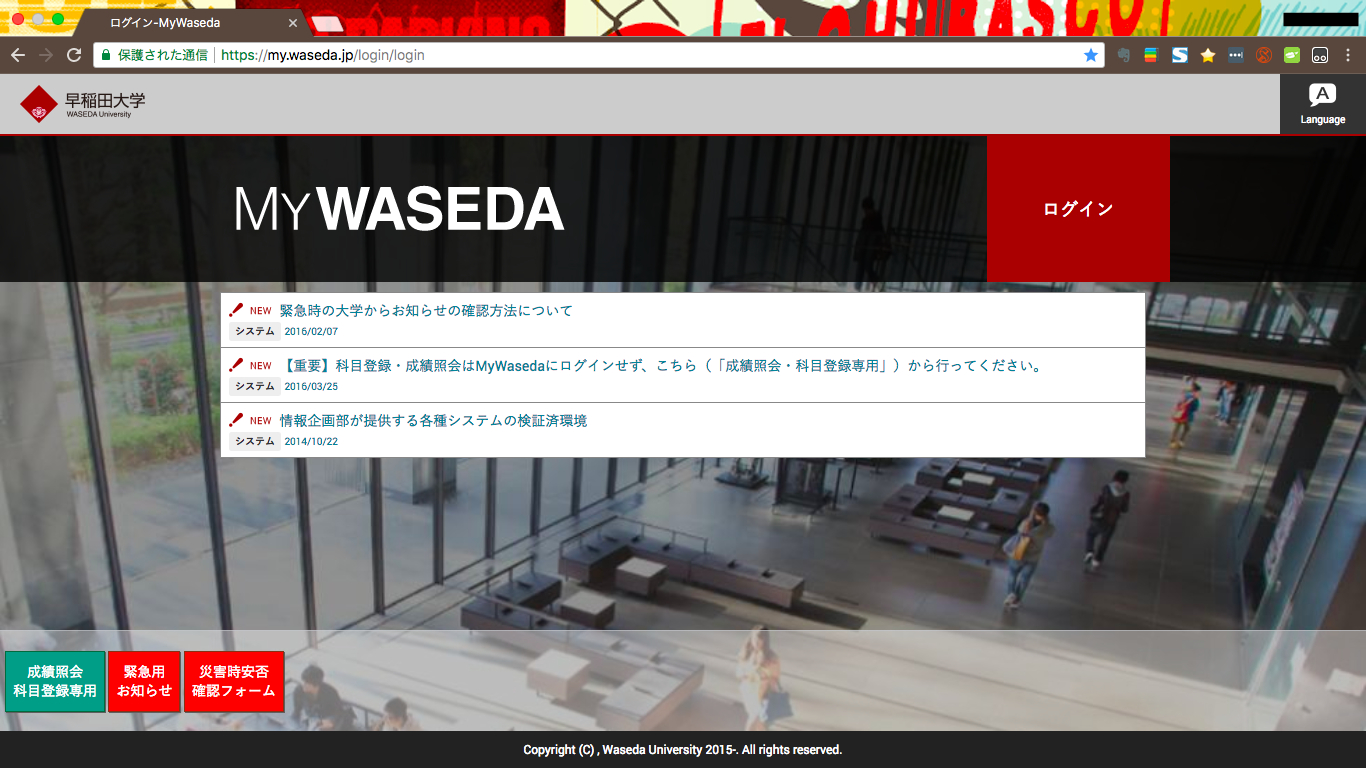 ログイン-MyWaseda
保護された通信 https://my.waseda.jp/login/login
早稲田大学
WASEDA University
A
Language
MY WASEDA
ログイン
NEW 緊急時の大学からお知らせの確認方法について
システム 2016/02/07
NEW 【重要】科目登録・成績照会はMyWasedaにログインせず、こちら（「成績照会・科目登録専用」）から行ってください。
システム 2016/03/25
NEW 情報企画部が提供する各種システムの検証済環境
システム 2014/10/22
成績照会
科目登録専用
緊急用
お知らせ
災害時安否
確認フォーム
Copyright (C) , Waseda University 2015-. All rights reserved.